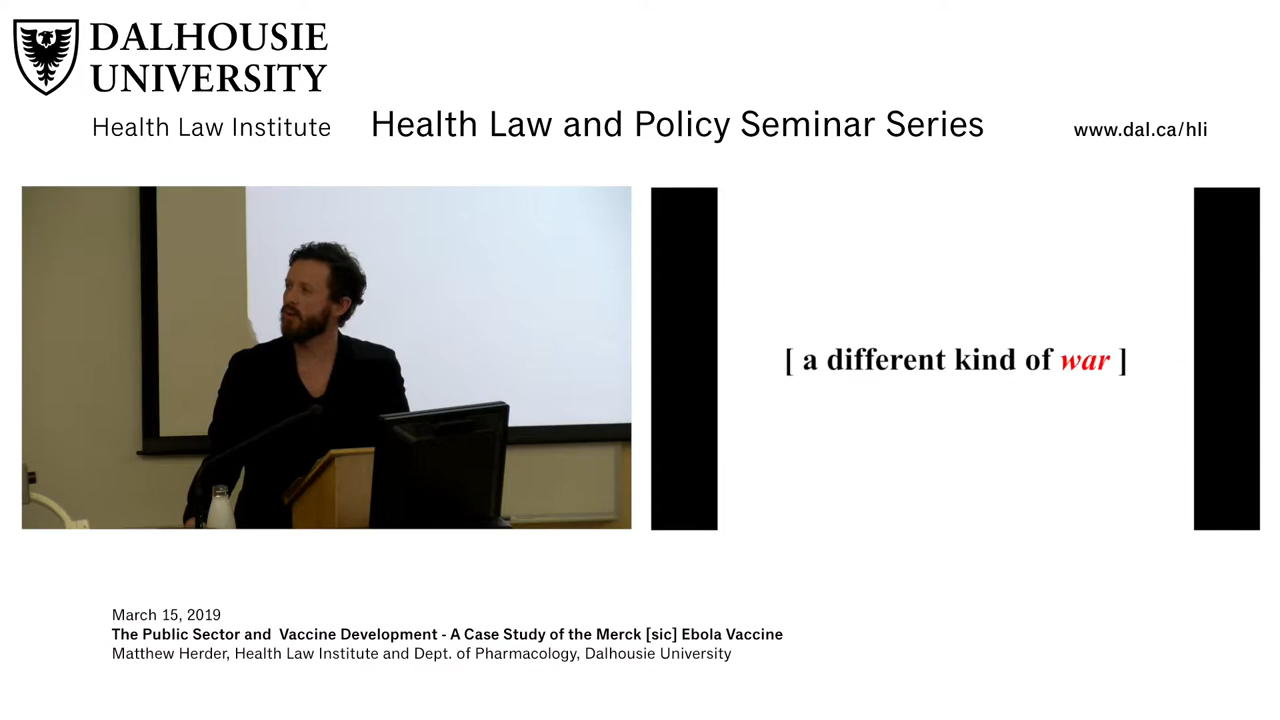 DALHOUSIE
UNIVERSITY
Health Law Institute
Health Law and Policy Seminar Series
www.dal.ca/hli
[ a different kind of war ]
March 15, 2019
The Public Sector and  Vaccine Development - A Case Study of the Merck [sic] Ebola Vaccine
Matthew Herder, Health Law Institute and Dept. of Pharmacology, Dalhousie University